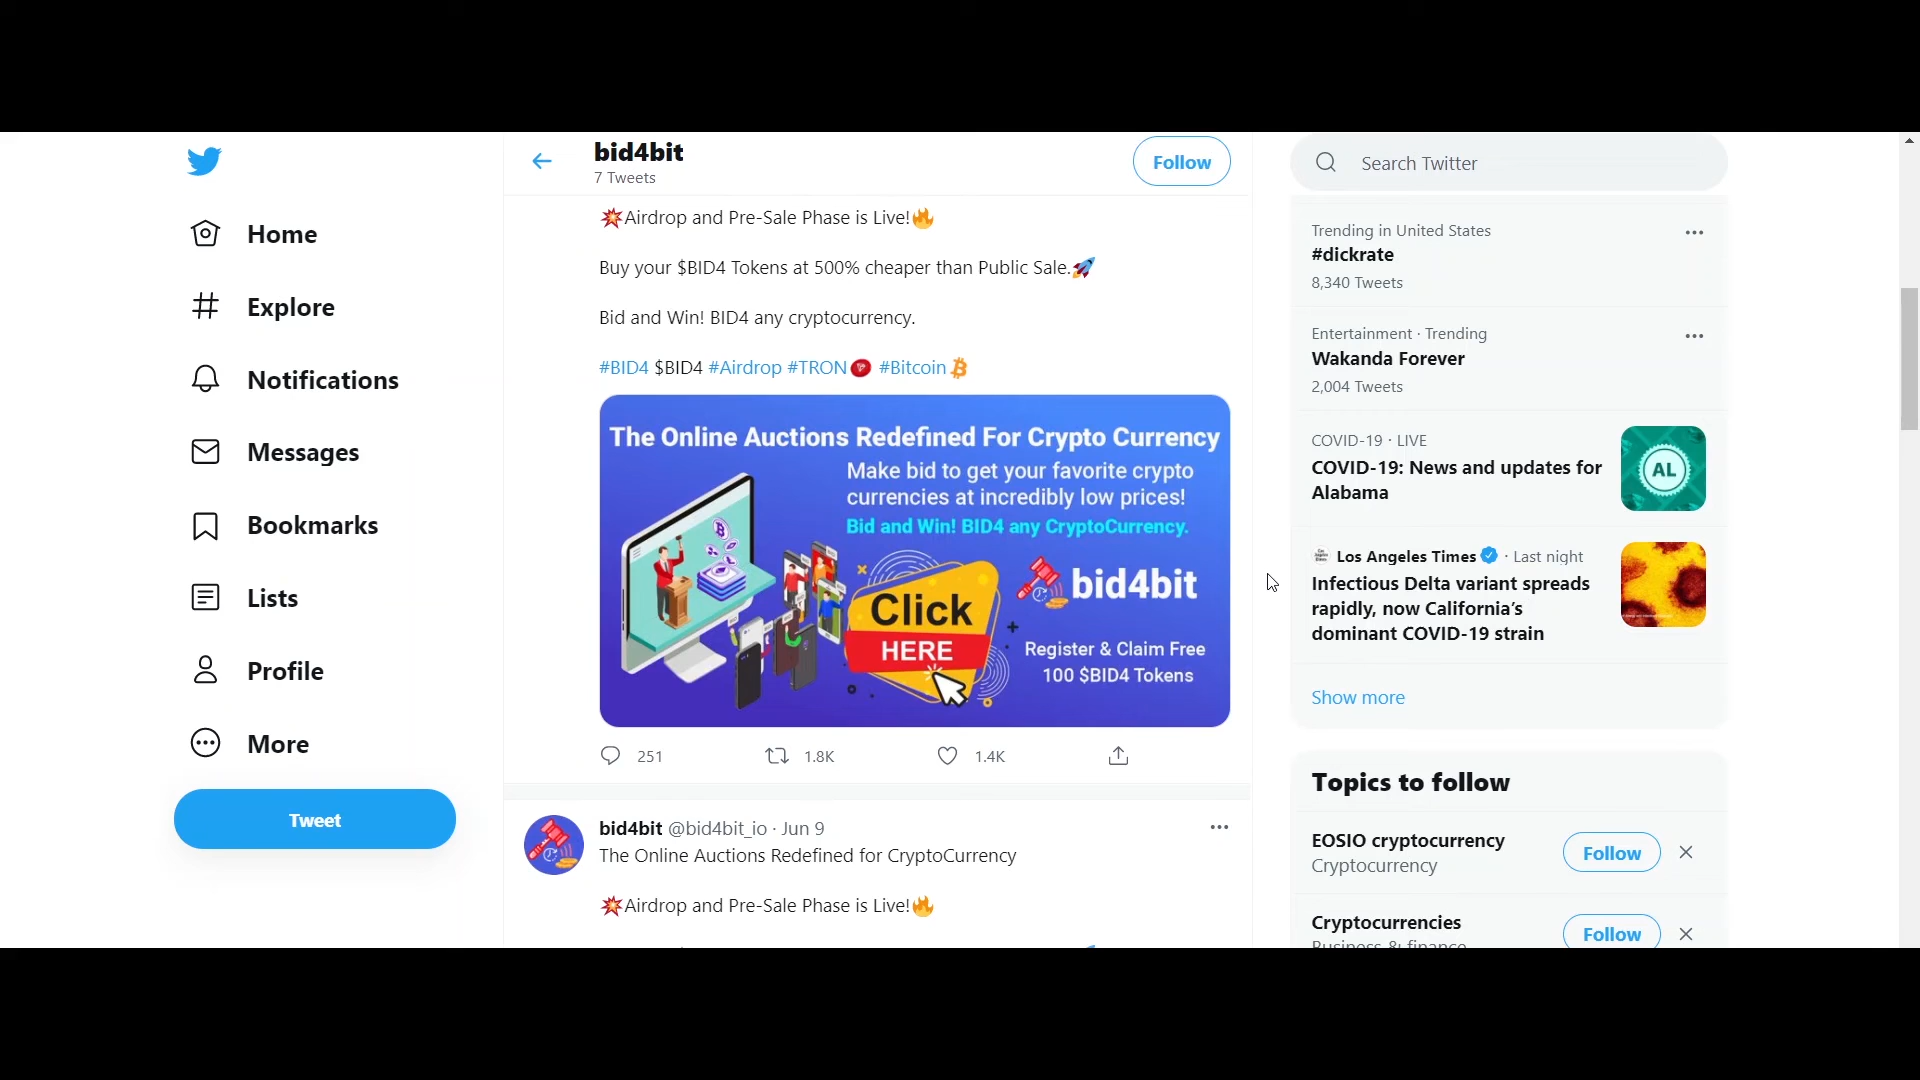 Home
Explore
Notifications
Messages
Bookmarks
Lists
Profile
More
Tweet
bid4bit
7 Tweets
Follow
💥Airdrop and Pre-Sale Phase is Live!🔥
Buy your $BID4 Tokens at 500% cheaper than Public Sale.🚀
Bid and Win! BID4 any cryptocurrency.
#BID4 $BID4 #Airdrop #TRON #Bitcoin
The Online Auctions Redefined For Crypto Currency
Make bid to get your favorite crypto
currencies at incredibly low prices!
Bid and Win! BID4 any CryptoCurrency.
Click
HERE
bid4bit
Register & Claim Free
100 $BID4 Tokens
251
1.8K
1.4K
bid4bit @bid4bit_io · Jun 9
The Online Auctions Redefined for CryptoCurrency
💥Airdrop and Pre-Sale Phase is Live!🔥
Search Twitter
Trending in United States
#dickrate
8,340 Tweets
Entertainment · Trending
Wakanda Forever
2,004 Tweets
COVID-19 · LIVE
COVID-19: News and updates for
Alabama
AL
Los Angeles Times · Last night
Infectious Delta variant spreads
rapidly, now California’s
dominant COVID-19 strain
Show more
Topics to follow
EOSIO cryptocurrency
Cryptocurrency
Follow
Cryptocurrencies
Business & finance
Follow